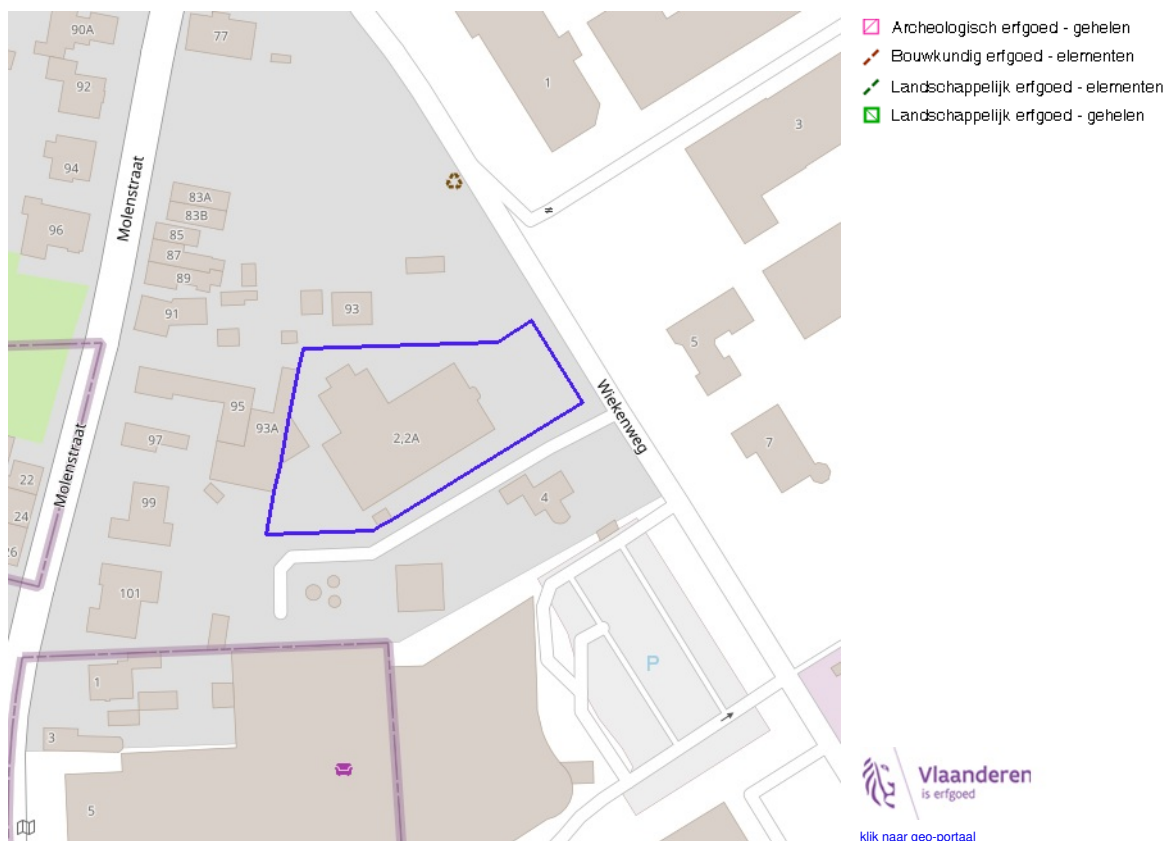 90A
77
92
1
3
94
Molenstraat
83A
83B
96
85
87
89
91
93
5
95
93A
2,2A
Wiekenweg
97
7
22
Molenstraat
99
24
4
26
101
P
1
3
5
Archeologisch erfgoed - gehelen
Bouwkundig erfgoed - elementen
Landschappelijk erfgoed - elementen
Landschappelijk erfgoed - gehelen
Vlaanderen
is erfgoed
klik naar geo-portaal